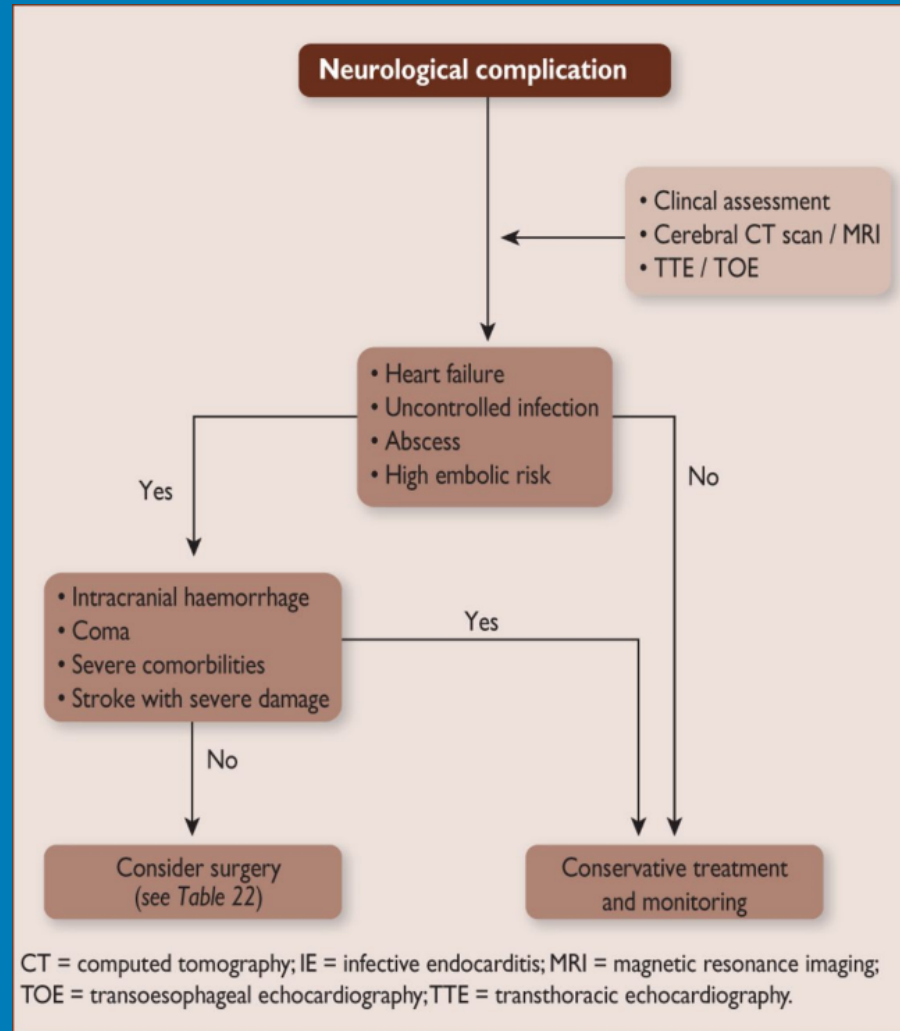 Neurological complication
• Clincal assessment
• Cerebral CT scan / MRI
• TTE / TOE
• Heart failure
• Uncontrolled infection
• Abscess
• High embolic risk
Yes
No
• Intracranial haemorrhage
• Coma
• Severe comorbilities
• Stroke with severe damage
Yes
No
Consider surgery
(see Table 22)
Conservative treatment
and monitoring
CT = computed tomography; IE = infective endocarditis; MRI = magnetic resonance imaging;
TOE = transoesophageal echocardiography; TTE = transthoracic echocardiography.